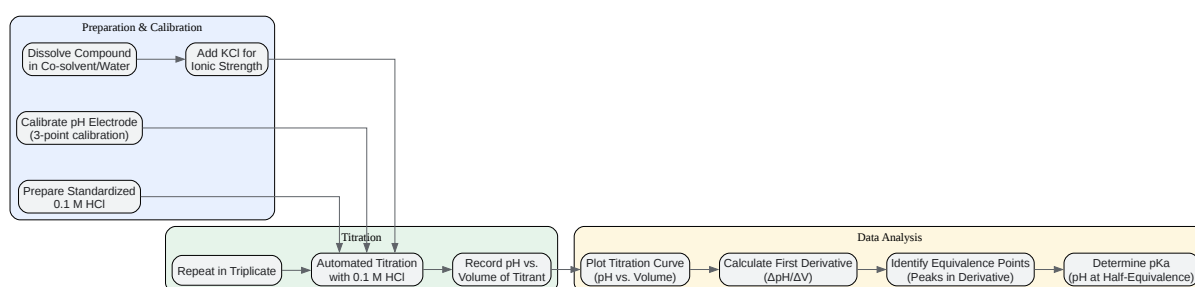 Preparation & Calibration
Dissolve Compound
in Co-solvent/Water
Add KCl for
Ionic Strength
Calibrate pH Electrode
(3-point calibration)
Prepare Standardized
0.1 M HCl
Titration
Repeat in Triplicate
Automated Titration
with 0.1 M HCl
Record pH vs.
Volume of Titrant
Data Analysis
Plot Titration Curve
(pH vs. Volume)
Calculate First Derivative
(ΔpH/ΔV)
Identify Equivalence Points
(Peaks in Derivative)
Determine pKa
(pH at Half-Equivalence)